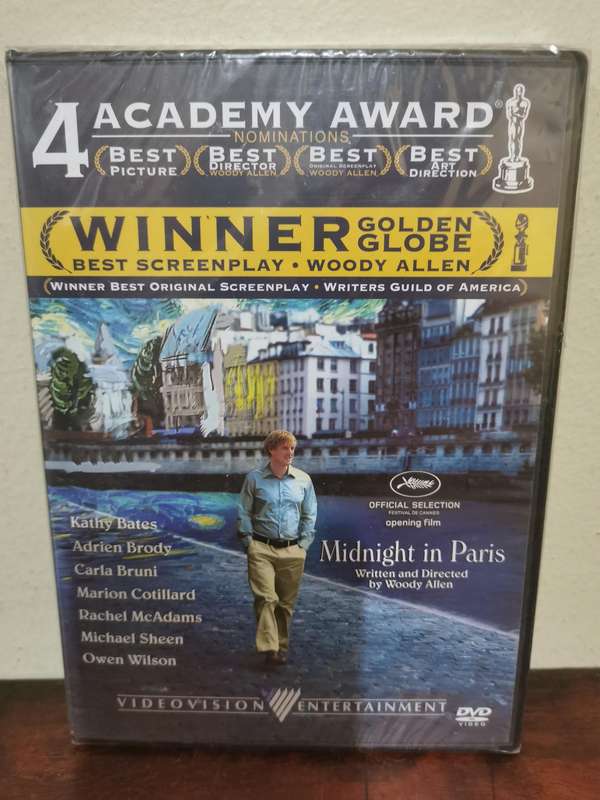 4 ACADEMY AWARD®
NOMINATIONS
BEST PICTURE
BEST DIRECTOR WOODY ALLEN
BEST ORIGINAL SCREENPLAY WOODY ALLEN
BEST ART DIRECTION
WINNER GOLDEN GLOBE
BEST SCREENPLAY • WOODY ALLEN
WINNER BEST ORIGINAL SCREENPLAY • WRITERS GUILD OF AMERICA
OFFICIAL SELECTION
FESTIVAL DE CANNES
opening film
Kathy Bates
Adrien Brody
Carla Bruni
Marion Cotillard
Rachel McAdams
Michael Sheen
Owen Wilson
Midnight in Paris
Written and Directed
by Woody Allen
VIDEOVISION ENTERTAINMENT
DVD
VIDEO